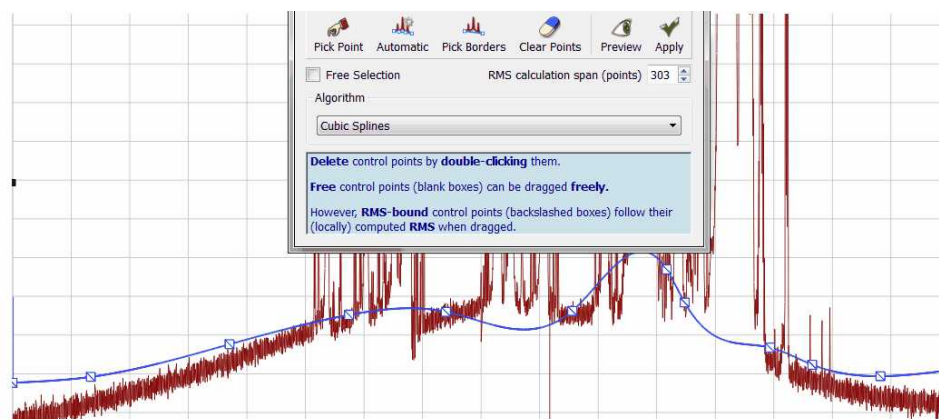 Pick Point Automatic Pick Borders Clear Points Preview Apply
Free Selection RMS calculation span (points) 303
Algorithm
Cubic Splines
Delete control points by double-clicking them.
Free control points (blank boxes) can be dragged freely.
However, RMS-bound control points (backslashed boxes) follow their
(locally) computed RMS when dragged.